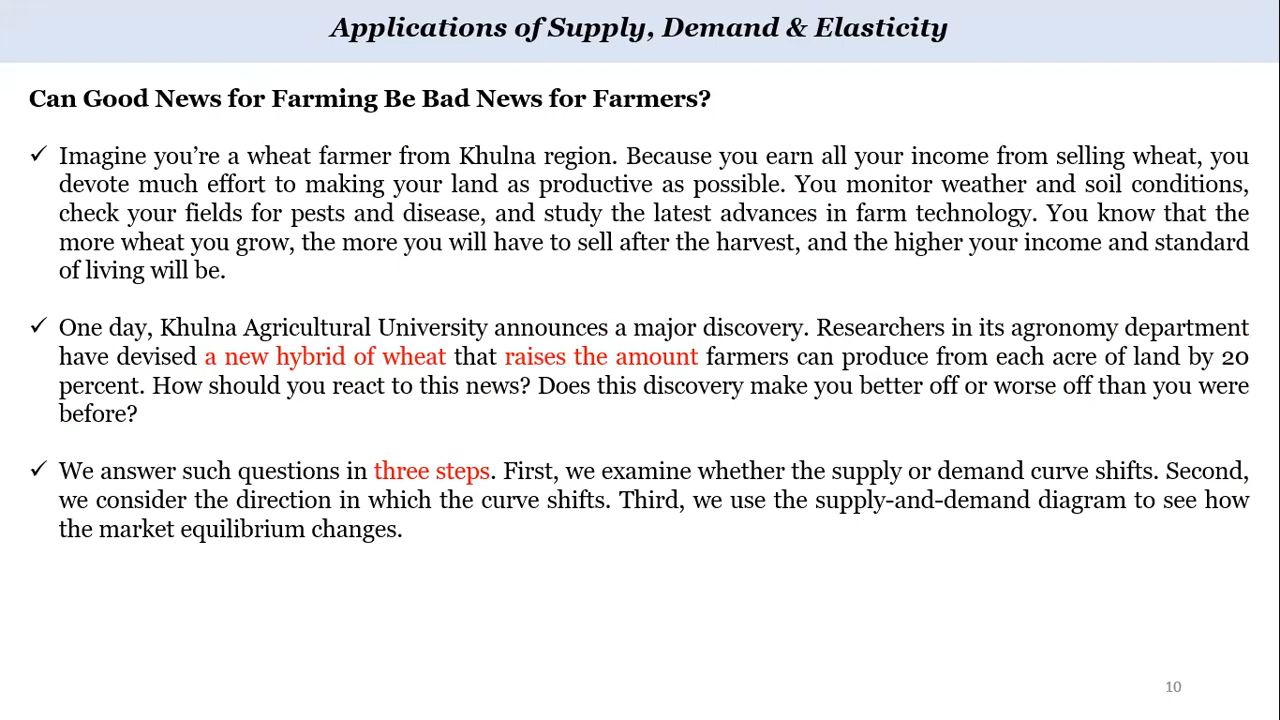 Applications of Supply, Demand & Elasticity
Can Good News for Farming Be Bad News for Farmers?
✓ Imagine you’re a wheat farmer from Khulna region. Because you earn all your income from selling wheat, you
devote much effort to making your land as productive as possible. You monitor weather and soil conditions,
check your fields for pests and disease, and study the latest advances in farm technology. You know that the
more wheat you grow, the more you will have to sell after the harvest, and the higher your income and standard
of living will be.
✓ One day, Khulna Agricultural University announces a major discovery. Researchers in its agronomy department
have devised a new hybrid of wheat that raises the amount farmers can produce from each acre of land by 20
percent. How should you react to this news? Does this discovery make you better off or worse off than you were
before?
✓ We answer such questions in three steps. First, we examine whether the supply or demand curve shifts. Second,
we consider the direction in which the curve shifts. Third, we use the supply-and-demand diagram to see how
the market equilibrium changes.
10